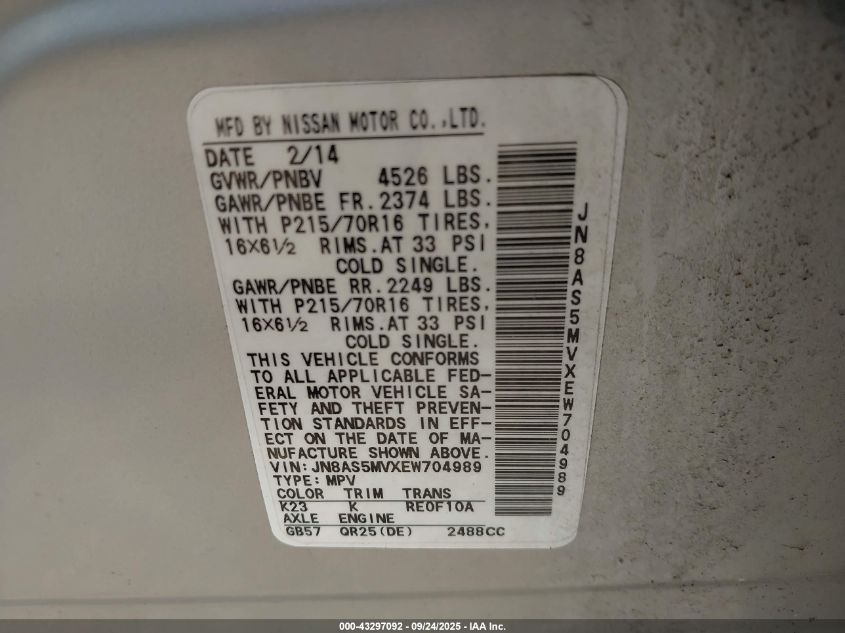 MFD BY NISSAN MOTOR CO.,LTD.
DATE 2/14
GVWR/PNBV 4526 LBS.
GAWR/PNBE FR.2374 LBS.
WITH P215/70R16 TIRES,
16X6½ RIMS.AT 33 PSI
COLD SINGLE.
GAWR/PNBE RR.2249 LBS.
WITH P215/70R16 TIRES,
16X6½ RIMS.AT 33 PSI
COLD SINGLE.
THIS VEHICLE CONFORMS
TO ALL APPLICABLE FED-
ERAL MOTOR VEHICLE SA-
FETY AND THEFT PREVEN-
TION STANDARDS IN EFF-
ECT ON THE DATE OF MA-
NUFACTURE SHOWN ABOVE.
VIN:JN8AS5MVXEW704989
TYPE:MPV
COLOR TRIM TRANS
K23 K RE0F10A
AXLE ENGINE
GB57 QR25(DE) 2488CC
JN8AS5MVXEW704989
000-43297092 - 09/24/2025 - IAA Inc.